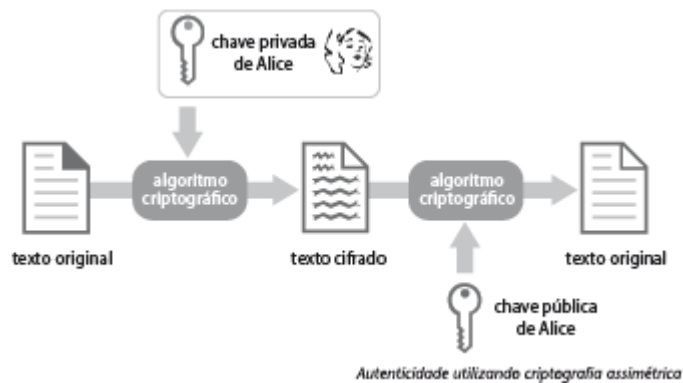 chave privada
de Alice
algoritmo
criptográfico
algoritmo
criptográfico
texto original
texto cifrado
texto original
chave pública
de Alice
Autenticidade utilizando criptografia assimétrica